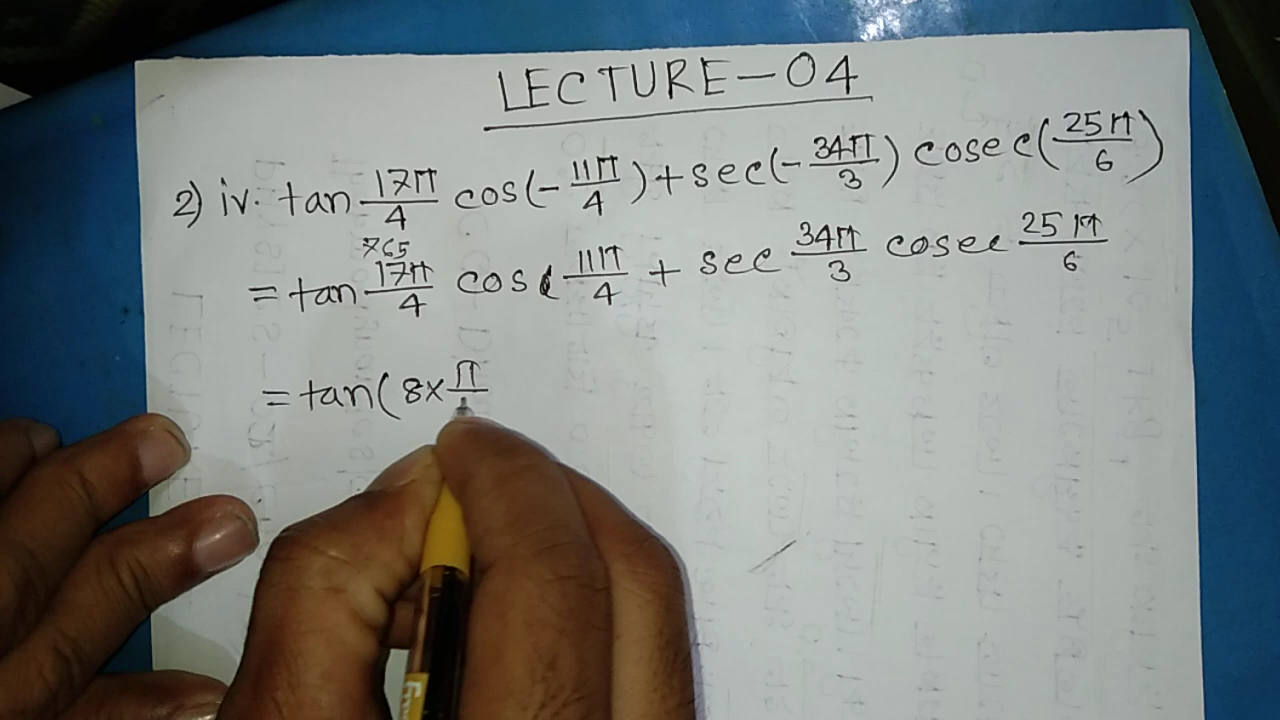 LECTURE-04
2) iv. tan 17π/4 cos(-11π/4)+sec(-34π/3) cosec(25π/6)
765
= tan 17π/4 cos 11π/4 + sec 34π/3 cosec 25π/6
= tan(8×π/